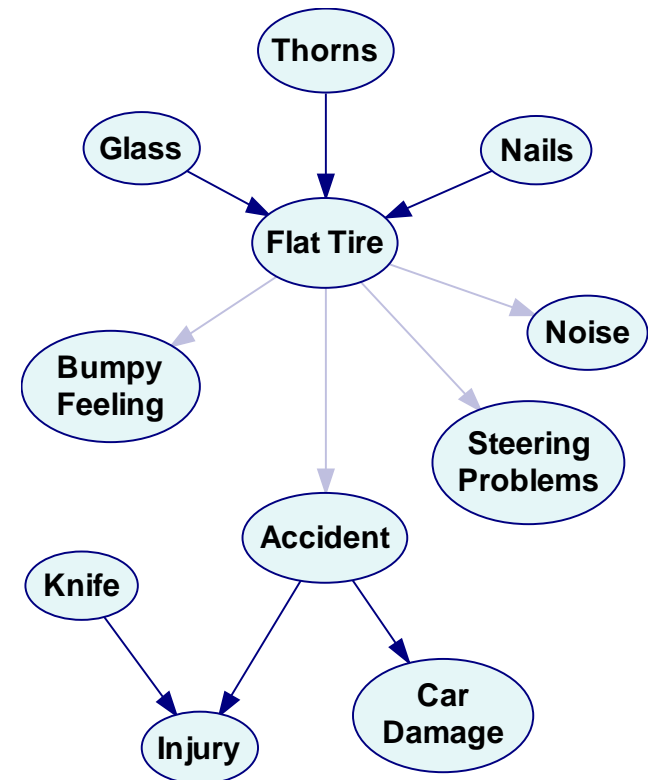 Thorns
Glass
Nails
Flat Tire
Noise
Bumpy
Feeling
Steering
Problems
Accident
Knife
Car
Damage
Injury